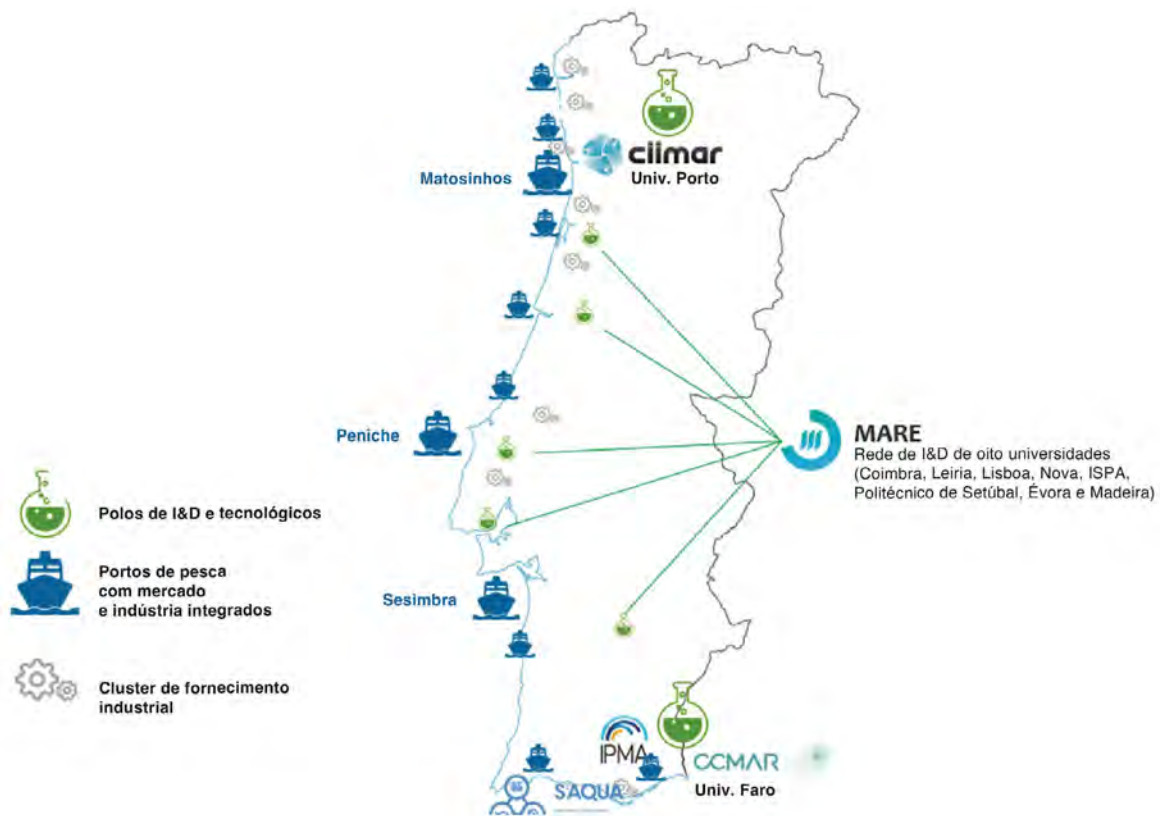 ciimar
Univ. Porto
Matosinhos
Peniche
MARE
Rede de I&D de oito universidades
(Coimbra, Leiria, Lisboa, Nova, ISPA,
Politécnico de Setúbal, Évora e Madeira)
Polos de I&D e tecnológicos
Portos de pesca
com mercado
e indústria integrados
Sesimbra
Cluster de fornecimento
industrial
IPMA
CCMAR
Univ. Faro
S'AQUA